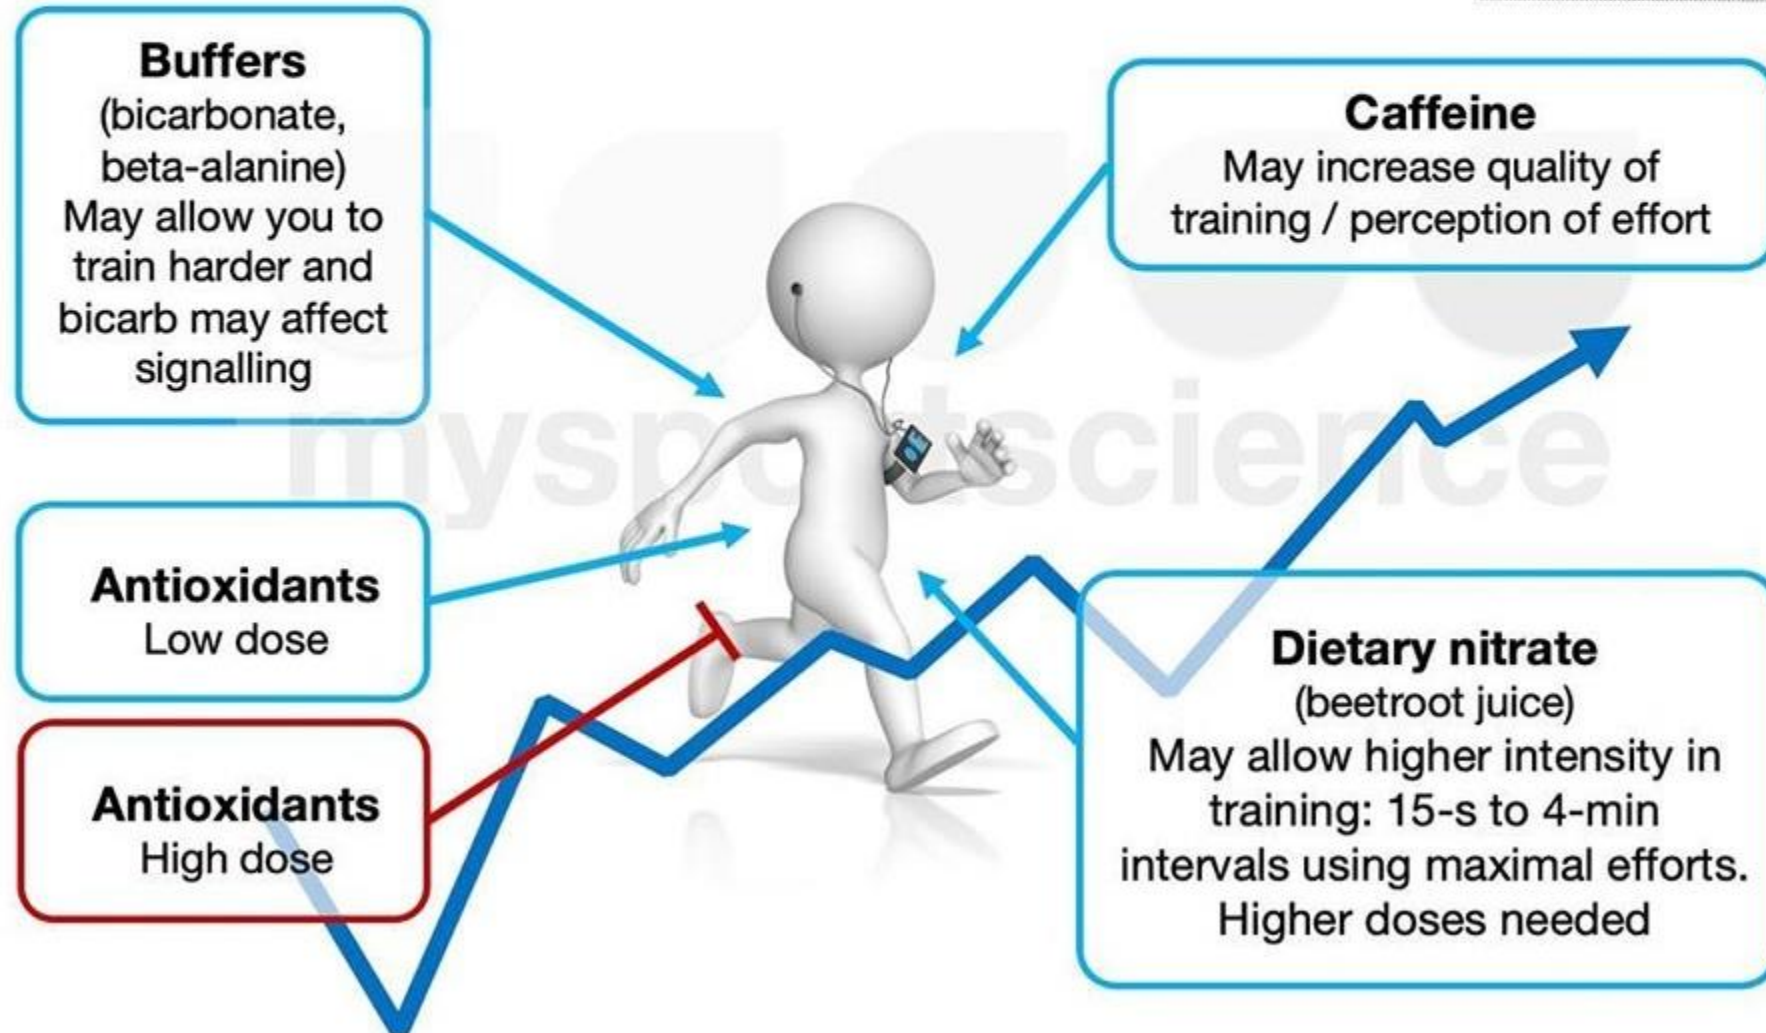 Buffers
(bicarbonate,
beta-alanine)
May allow you to
train harder and
bicarb may affect
signalling
Caffeine
May increase quality of
training / perception of effort
mysportscience
Antioxidants
Low dose
Antioxidants
High dose
Dietary nitrate
(beetroot juice)
May allow higher intensity in
training: 15-s to 4-min
intervals using maximal efforts.
Higher doses needed